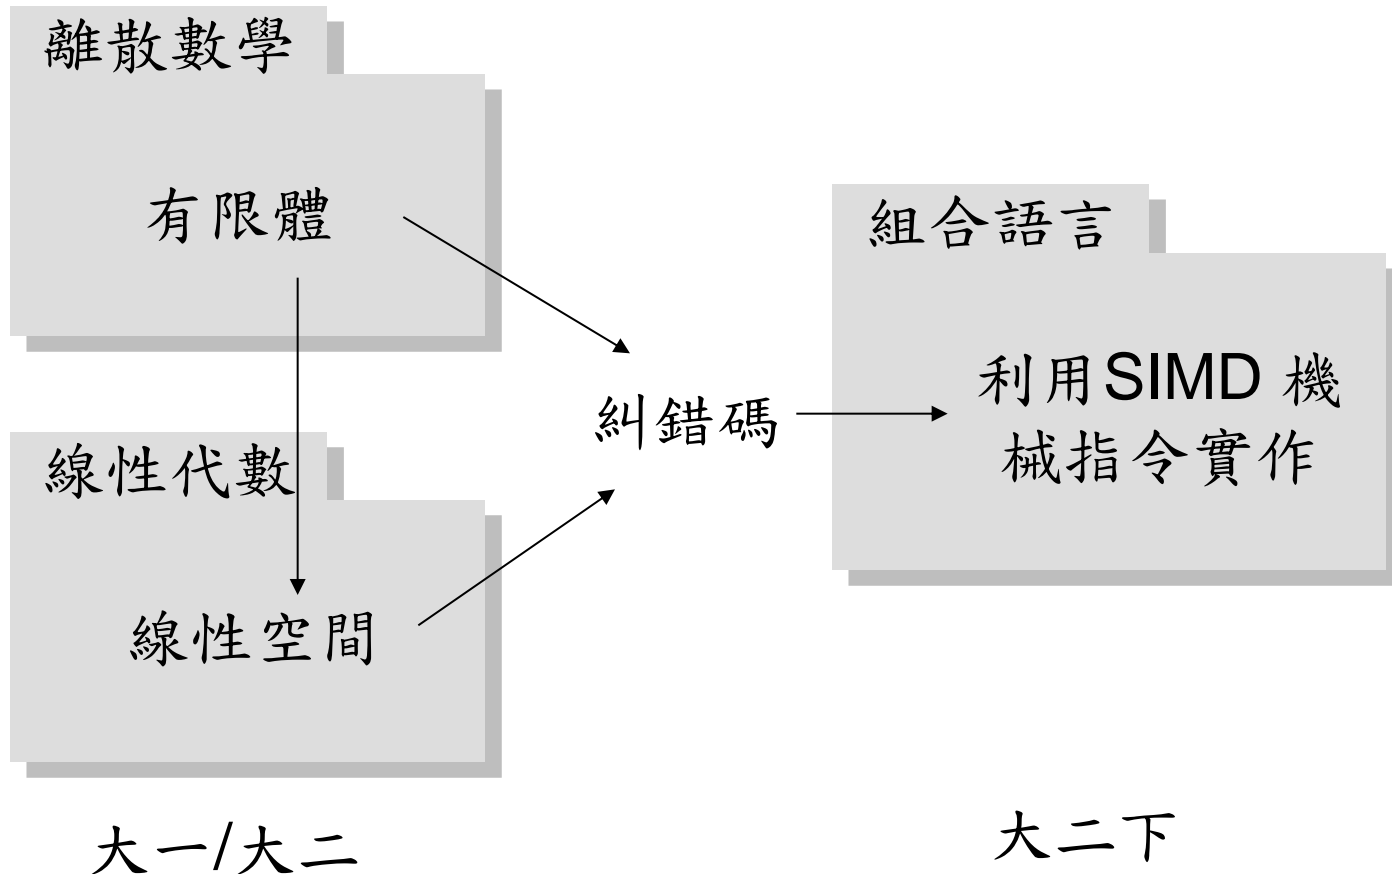 離散數學
有限體
線性代數
線性空間
糾錯碼
組合語言
利用SIMD 機
械指令實作
大一/大二
大二下